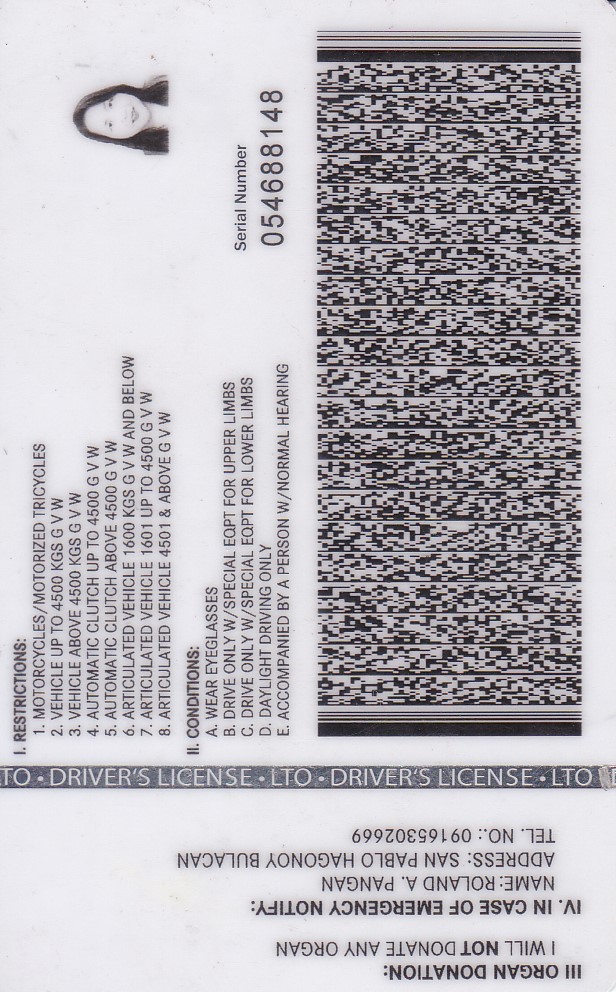 I. RESTRICTIONS:
1. MOTORCYCLES/MOTORIZED TRICYCLES
2. VEHICLE UP TO 4500 KGS G V W
3. VEHICLE ABOVE 4500 KGS G V W
4. AUTOMATIC CLUTCH UP TO 4500 G V W
5. AUTOMATIC CLUTCH ABOVE 4500 G V W
6. ARTICULATED VEHICLE 1600 KGS G V W AND BELOW
7. ARTICULATED VEHICLE 1601 UP TO 4500 G V W
8. ARTICULATED VEHICLE 4501 & ABOVE G V W
II. CONDITIONS:
A. WEAR EYEGLASSES
B. DRIVE ONLY W/SPECIAL EQPT FOR UPPER LIMBS
C. DRIVE ONLY W/SPECIAL EQPT FOR LOWER LIMBS
D. DAYLIGHT DRIVING ONLY
E. ACCOMPANIED BY A PERSON W/NORMAL HEARING
Serial Number
054688148
TO • DRIVER'S LICENSE • LTO • DRIVER'S LICENSE • LTO
III ORGAN DONATION:
I WILL NOT DONATE ANY ORGAN
IV. IN CASE OF EMERGENCY NOTIFY:
NAME: ROLAND A. PANGAN
ADDRESS: SAN PABLO HAGONOY BULACAN
TEL. NO.: 09165302669